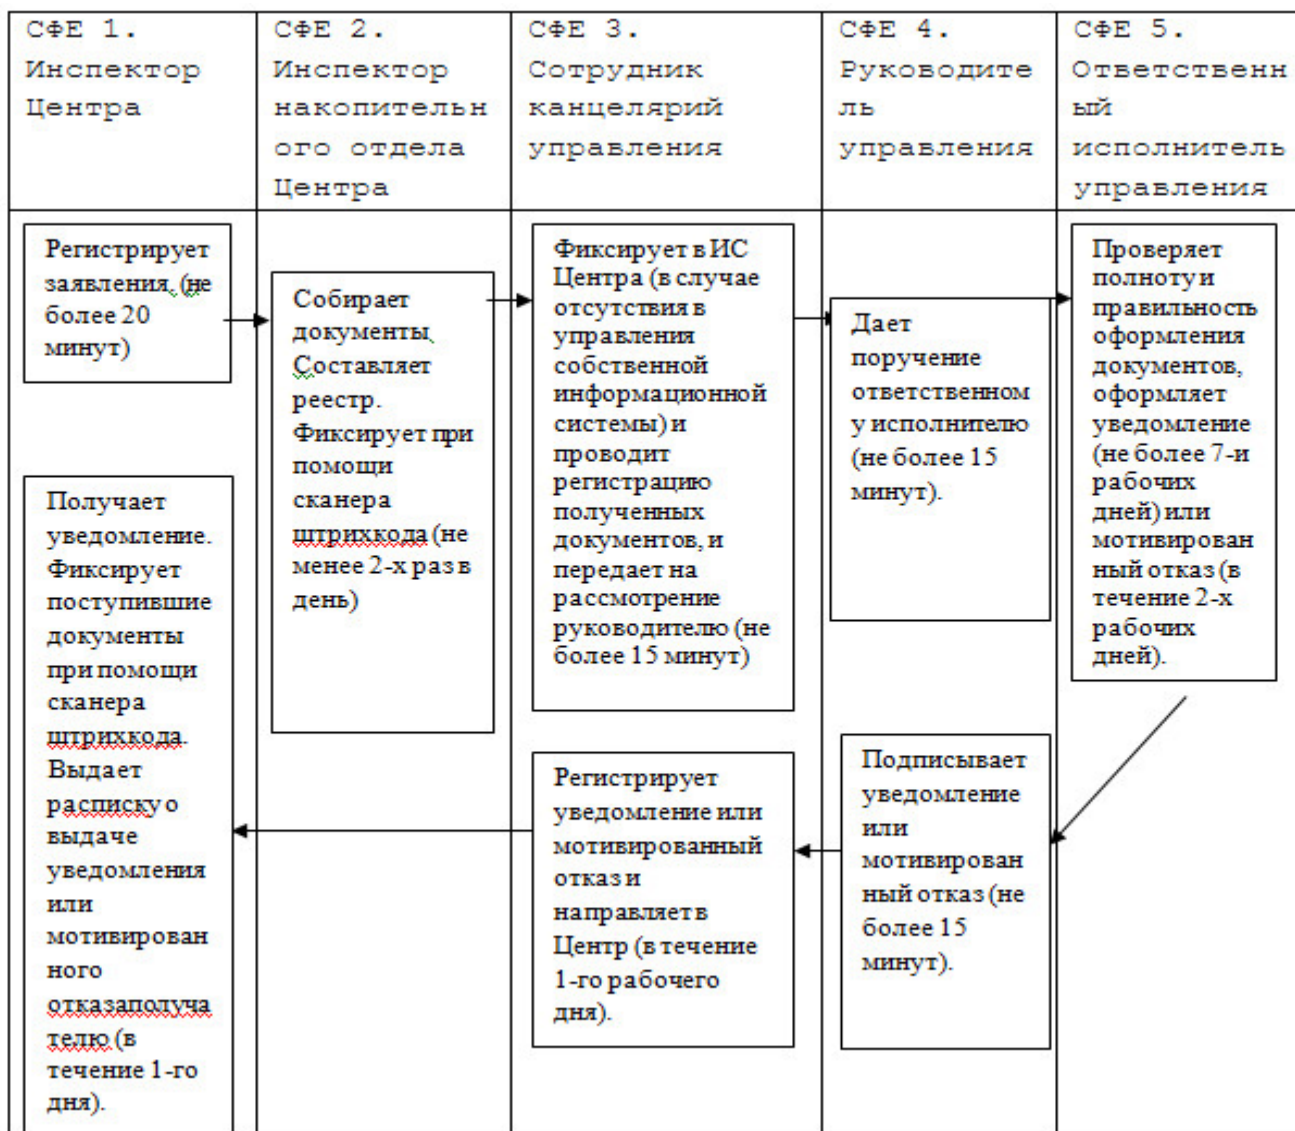 СФЕ 1.
Инспектор
Центра
СФЕ 2.
Инспектор
накопительн
ого отдела
Центра
СФЕ 3.
Сотрудник
канцелярий
управления
СФЕ 4.
Руководите
ль
управления
СФЕ 5.
Ответственн
ый
исполнитель
управления
Регистрирует
заявления, (не
более 20
минут)
Собирает
документы,
Составляет
реестр.
Фиксирует при
помощи
сканера
штрихкода (не
менее 2-х раз в
день)
Фиксирует в ИС
Центра (в случае
отсутствия в
управления
собственной
информационной
системы) и
проводит
регистрацию
полученных
документов, и
передает на
рассмотрение
руководителю (не
более 15 минут)
Дает
поручение
ответственном
у исполнителю
(не более 15
минут).
Проверяет
полноту и
правильность
оформления
документов,
оформляет
уведомление
(не более 7-и
рабочих
дней) или
мотивирован
ный отказ (в
течение 2-х
рабочих
дней).
Подписывает
уведомление
или
мотивирован
ный отказ (не
более 15
минут).
Регистрирует
уведомление или
мотивированный
отказ и
направляет в
Центр (в течение
1-го рабочего
дня).
Получает
уведомление.
Фиксирует
поступившие
документы
при помощи
сканера
штрихкода.
Выдает
расписку о
выдаче
уведомления
или
мотивирован
ного
отказаполуча
телю (в
течение 1-го
дня).